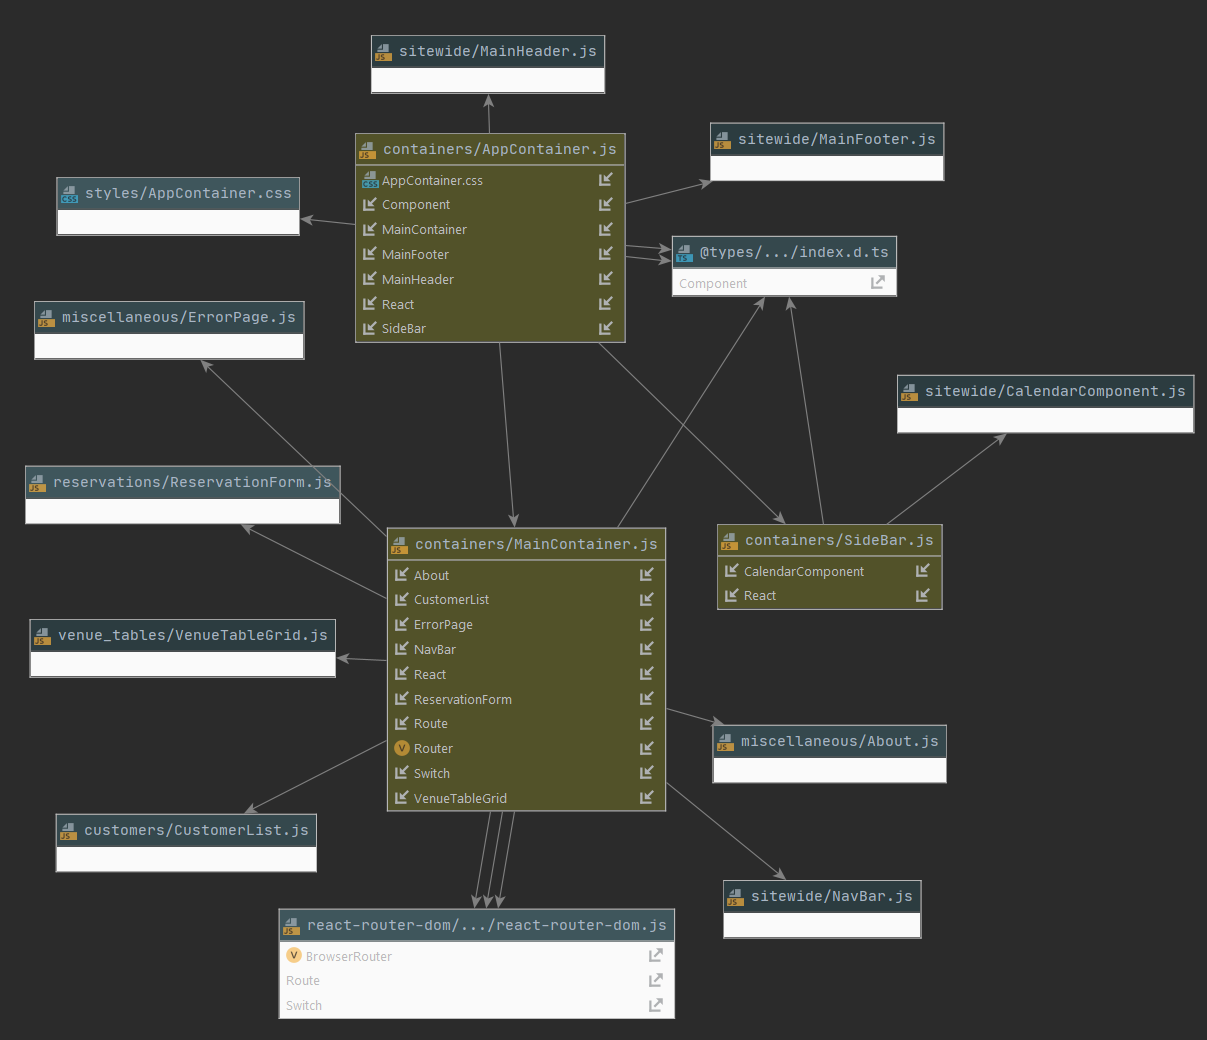 sitewide/MainHeader.js
containers/AppContainer.js
AppContainer.css
Component
MainContainer
MainFooter
MainHeader
React
SideBar
sitewide/MainFooter.js
styles/AppContainer.css
@types/.../index.d.ts
Component
miscellaneous/ErrorPage.js
sitewide/CalendarComponent.js
reservations/ReservationForm.js
containers/MainContainer.js
About
CustomerList
ErrorPage
NavBar
React
ReservationForm
Route
Router
Switch
VenueTableGrid
containers/SideBar.js
CalendarComponent
React
venue_tables/VenueTableGrid.js
miscellaneous/About.js
customers/CustomerList.js
sitewide/NavBar.js
react-router-dom/.../react-router-dom.js
BrowserRouter
Route
Switch